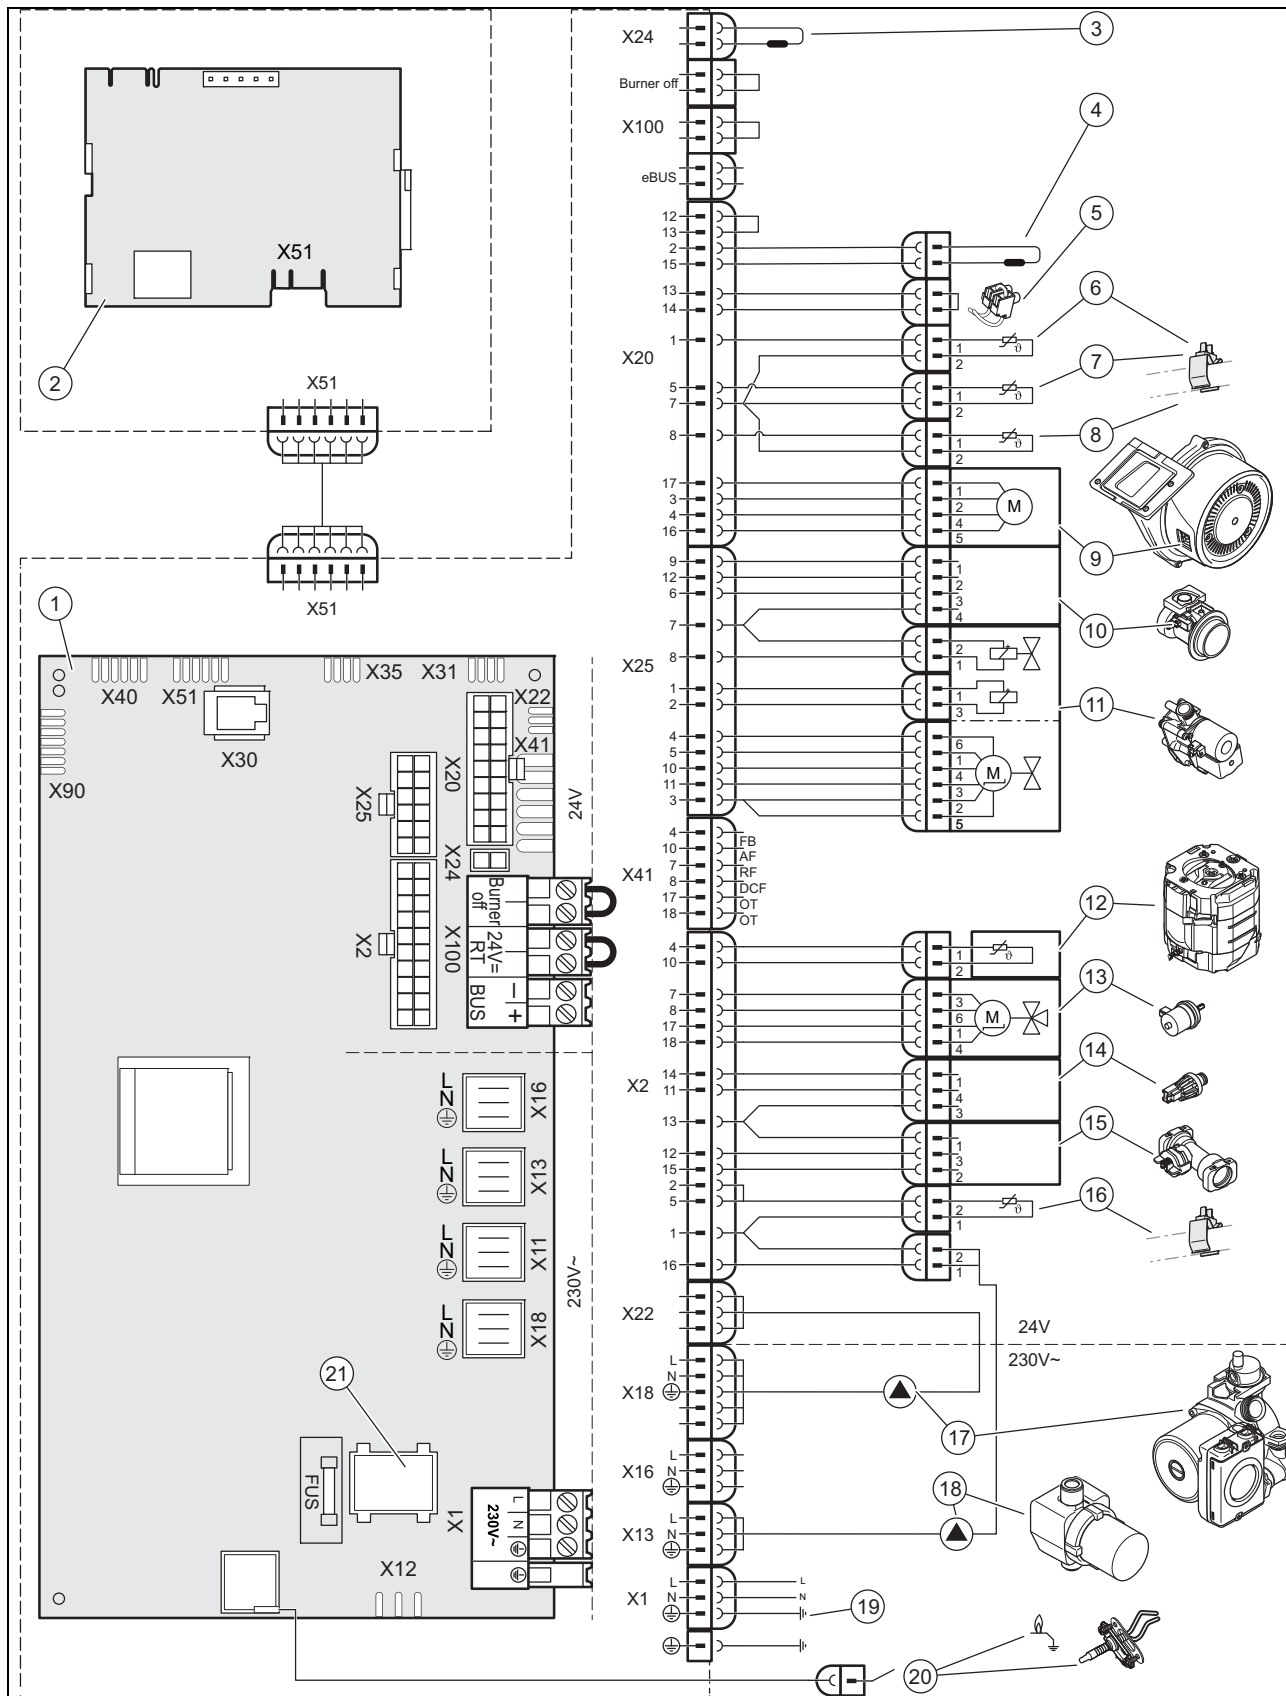 X24
3
Burner off
X100
4
eBUS
12
13
2
15
5
13
14
6
1
1
2
X20
7
5
7
1
2
8
8
1
2
17
3
4
16
1
2
4
5
M
9
9
12
6
7
1
2
3
4
10
X25
8
2
1
1
2
1
3
11
4
5
10
11
3
6
1
4
3
2
5
M
X41
4
10
7
8
17
18
FB
AF
RF
DCF
OT
OT
12
4
10
1
2
7
8
17
18
3
6
1
4
M
13
X2
14
11
13
1
4
3
14
12
15
2
5
1
3
2
15
2
1
16
1
16
2
1
X22
24V
230V~
X18
L
N
17
X16
L
N
18
X13
L
N
X1
L
N
L
N
19
20
X51
2
X51
X51
1
X40
X51
X35
X31
X22
X30
X90
X20
X41
X25
24V
X24
X2
X100
Burner off
24V= RT
BUS
–
+
L
N
X16
L
N
X13
L
N
X11
L
N
X18
230V~
21
FUS
X1
230V~
L
N
X12
ϑ
ϑ
ϑ
ϑ
ϑ